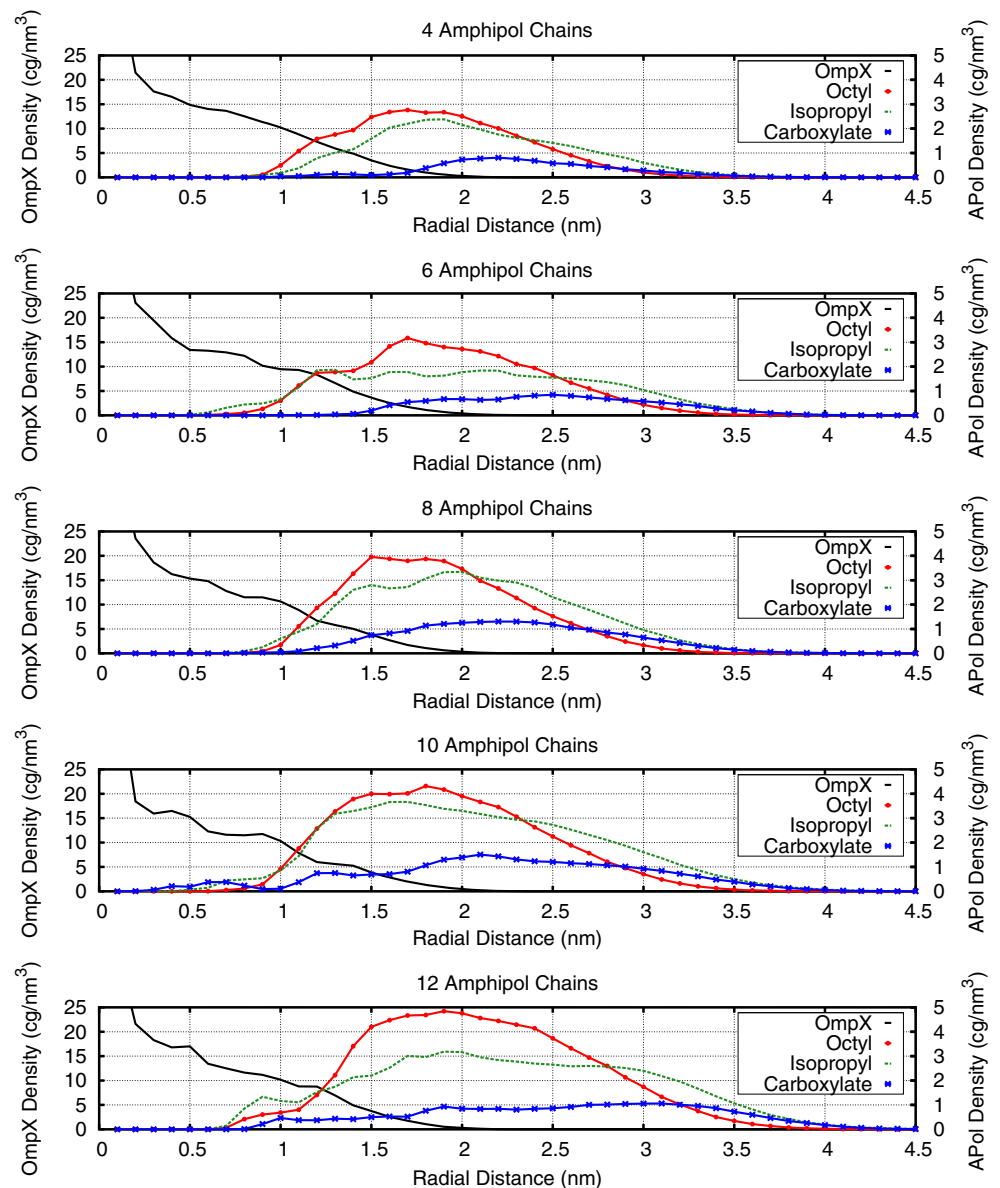 4 Amphipol Chains
OmpX Density (cg/nm³)
25
20
15
10
5
0
OmpX
Octyl
Isopropyl
Carboxylate
5
4
3
2
1
0
APol Density (cg/nm³)
0 0.5 1 1.5 2 2.5 3 3.5 4 4.5
Radial Distance (nm)
6 Amphipol Chains
OmpX Density (cg/nm³)
25
20
15
10
5
0
OmpX
Octyl
Isopropyl
Carboxylate
5
4
3
2
1
0
APol Density (cg/nm³)
0 0.5 1 1.5 2 2.5 3 3.5 4 4.5
Radial Distance (nm)
8 Amphipol Chains
OmpX Density (cg/nm³)
25
20
15
10
5
0
OmpX
Octyl
Isopropyl
Carboxylate
5
4
3
2
1
0
APol Density (cg/nm³)
0 0.5 1 1.5 2 2.5 3 3.5 4 4.5
Radial Distance (nm)
10 Amphipol Chains
OmpX Density (cg/nm³)
25
20
15
10
5
0
OmpX
Octyl
Isopropyl
Carboxylate
5
4
3
2
1
0
APol Density (cg/nm³)
0 0.5 1 1.5 2 2.5 3 3.5 4 4.5
Radial Distance (nm)
12 Amphipol Chains
OmpX Density (cg/nm³)
25
20
15
10
5
0
OmpX
Octyl
Isopropyl
Carboxylate
5
4
3
2
1
0
APol Density (cg/nm³)
0 0.5 1 1.5 2 2.5 3 3.5 4 4.5
Radial Distance (nm)